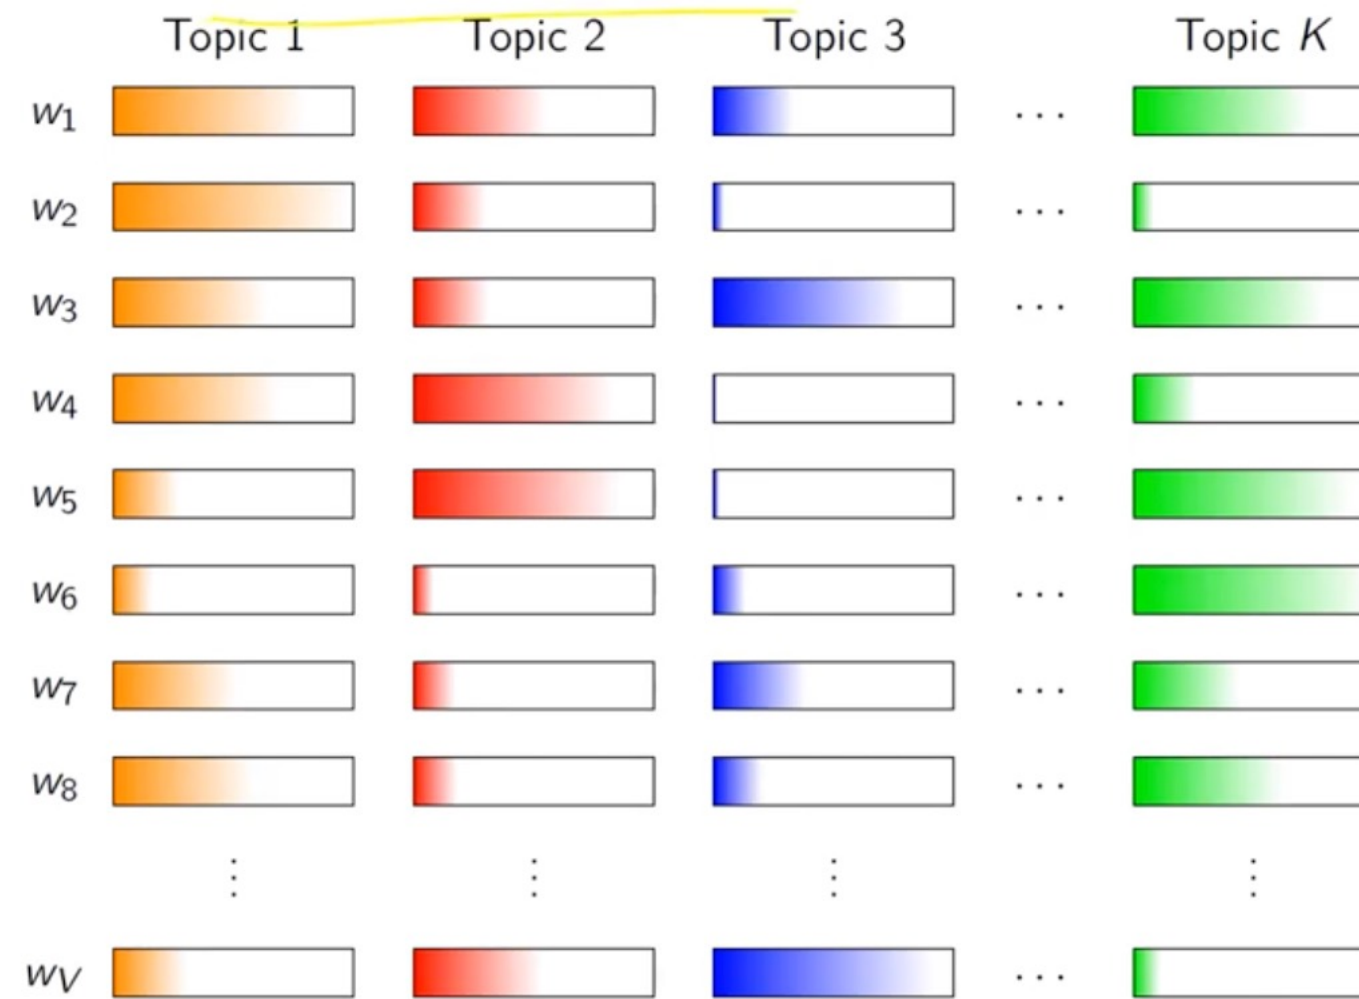 Topic 1 Topic 2 Topic 3 Topic K
w1 ...
w2 ...
w3 ...
w4 ...
w5 ...
w6 ...
w7 ...
w8 ...
⋮ ⋮ ⋮ ⋮
wV ...